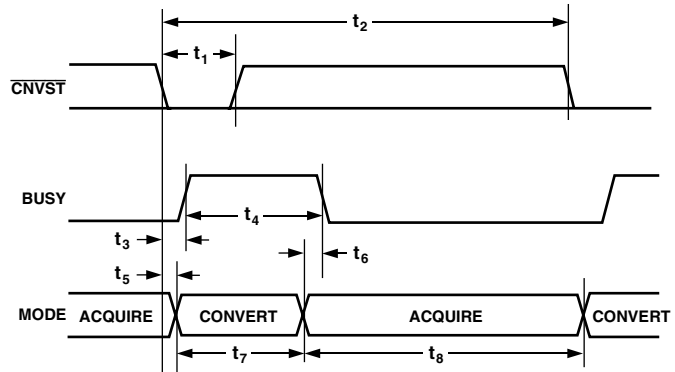 t2
t1
CNVST
BUSY
t4
t3
t6
t5
MODE ACQUIRE CONVERT ACQUIRE CONVERT
t7 t8